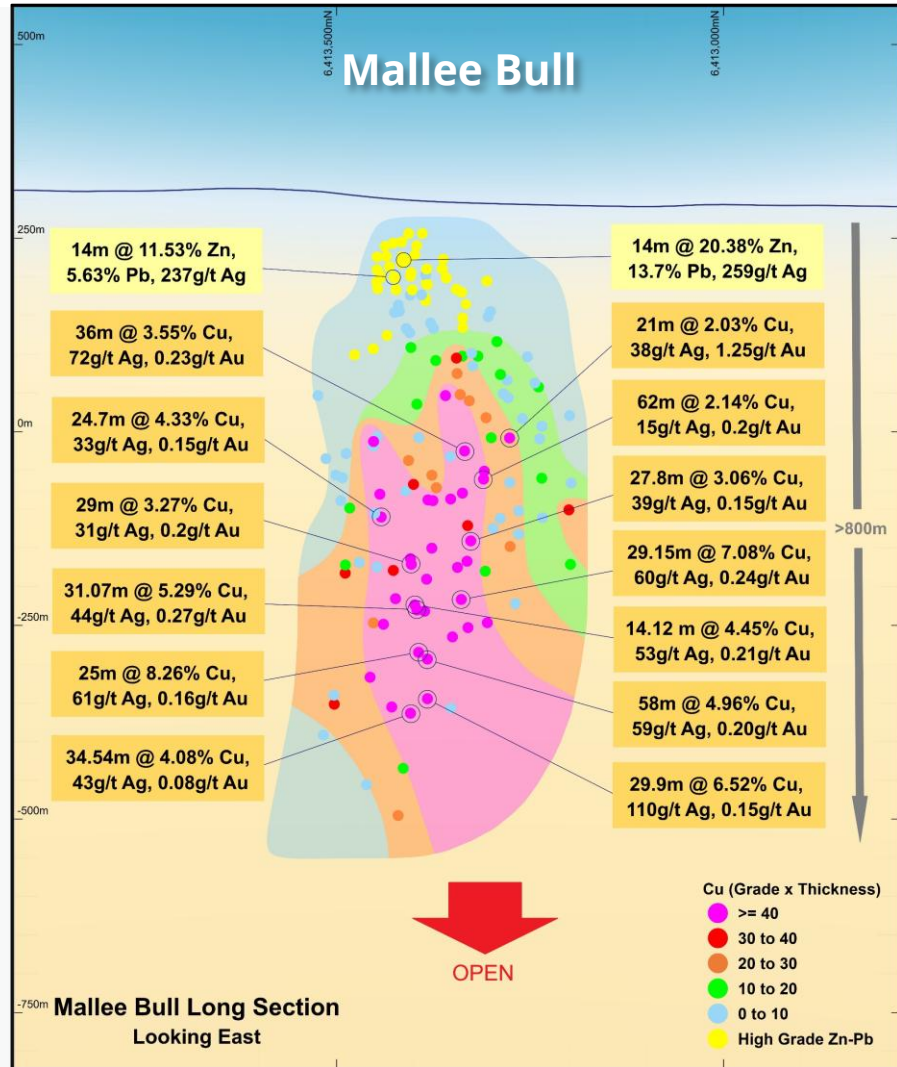 6,413,500mN
6,413,000mN
500m
Mallee Bull
250m
14m @ 11.53% Zn,
5.63% Pb, 237g/t Ag
14m @ 20.38% Zn,
13.7% Pb, 259g/t Ag
36m @ 3.55% Cu,
72g/t Ag, 0.23g/t Au
21m @ 2.03% Cu,
38g/t Ag, 1.25g/t Au
0m
24.7m @ 4.33% Cu,
33g/t Ag, 0.15g/t Au
62m @ 2.14% Cu,
15g/t Ag, 0.2g/t Au
29m @ 3.27% Cu,
31g/t Ag, 0.2g/t Au
27.8m @ 3.06% Cu,
39g/t Ag, 0.15g/t Au
>800m
31.07m @ 5.29% Cu,
44g/t Ag, 0.27g/t Au
29.15m @ 7.08% Cu,
60g/t Ag, 0.24g/t Au
-250m
14.12 m @ 4.45% Cu,
53g/t Ag, 0.21g/t Au
25m @ 8.26% Cu,
61g/t Ag, 0.16g/t Au
58m @ 4.96% Cu,
59g/t Ag, 0.20g/t Au
34.54m @ 4.08% Cu,
43g/t Ag, 0.08g/t Au
29.9m @ 6.52% Cu,
110g/t Ag, 0.15g/t Au
-500m
OPEN
Cu (Grade x Thickness)
>= 40
30 to 40
20 to 30
10 to 20
0 to 10
High Grade Zn-Pb
-750m
Mallee Bull Long Section
Looking East